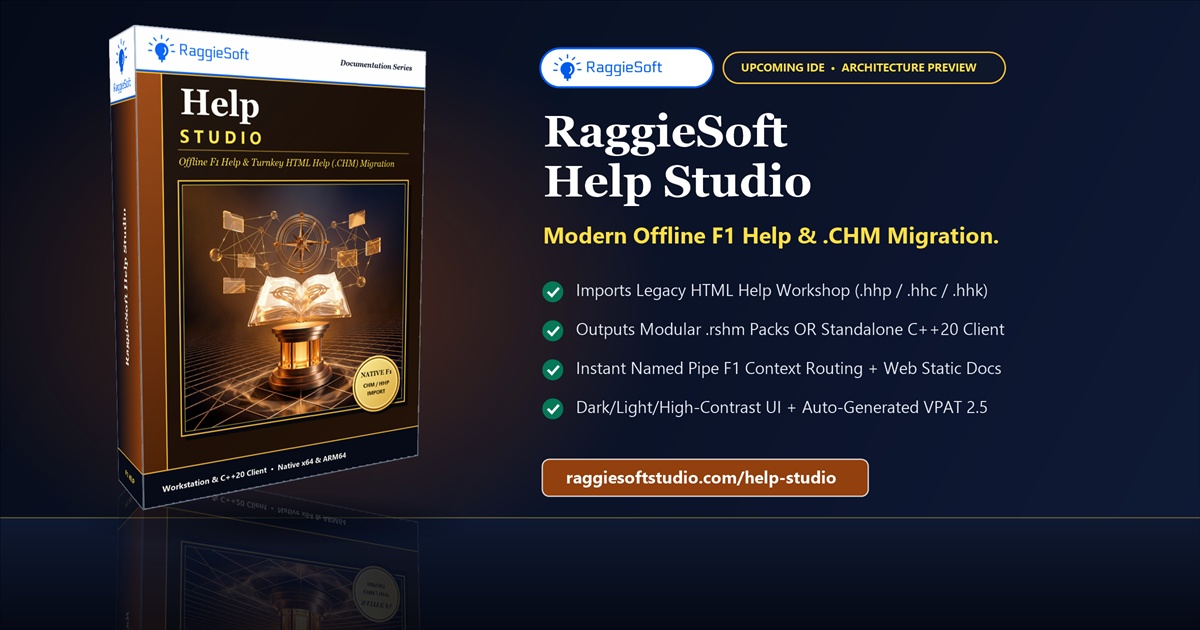 RaggieSoft
Documentation Series
RaggieSoft
Help
STUDIO
Offline F1 Help & Turnkey HTML Help (.CHM) Migration
RaggieSoft Help Studio
NATIVE F1
CHM / HHP
IMPORT
Workstation & C++20 Client • Native x64 & ARM64
RaggieSoft
UPCOMING IDE • ARCHITECTURE PREVIEW
RaggieSoft
Help Studio
Modern Offline F1 Help & .CHM Migration.
Imports Legacy HTML Help Workshop (.hhp / .hhc / .hhk)
Outputs Modular .rshm Packs OR Standalone C++20 Client
Instant Named Pipe F1 Context Routing + Web Static Docs
Dark/Light/High-Contrast UI + Auto-Generated VPAT 2.5
raggiesoftstudio.com/help-studio